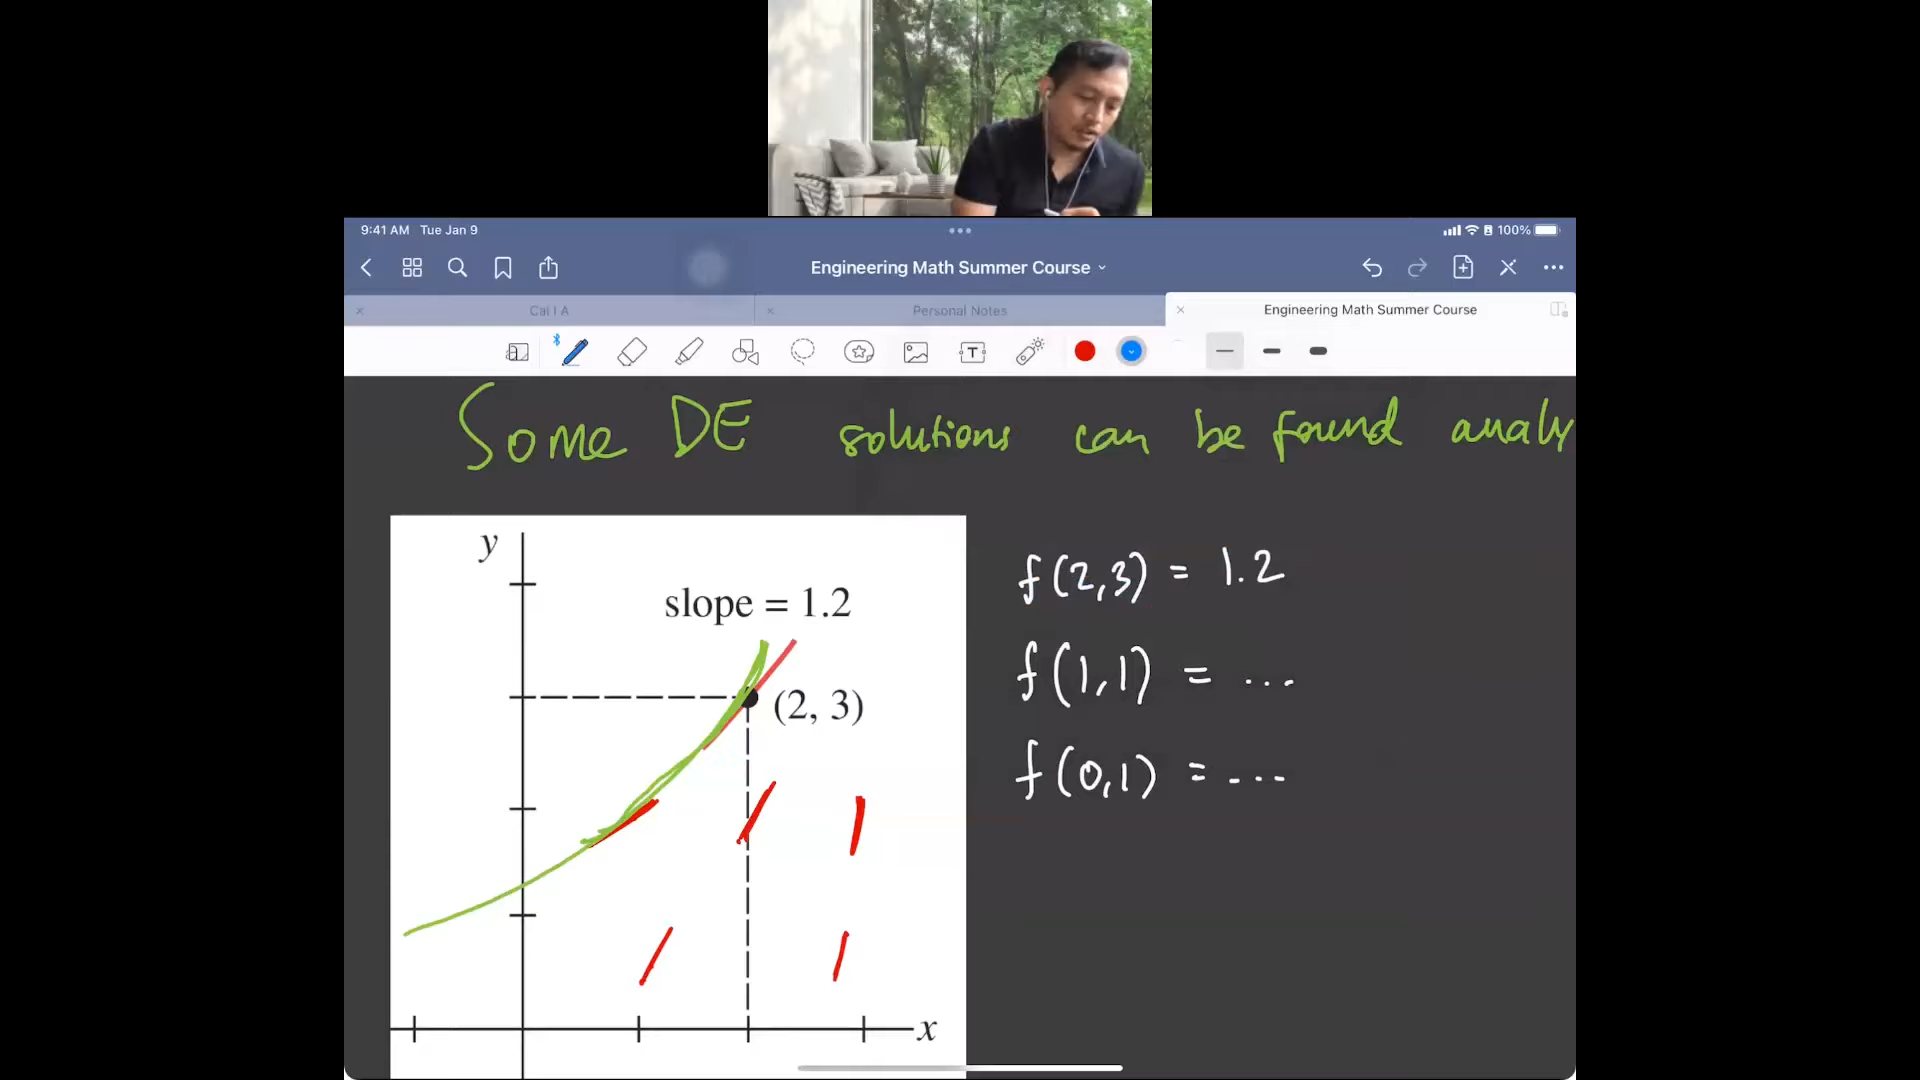 9:41 AM Tue Jan 9
100%
Engineering Math Summer Course
Cal I A
Personal Notes
Engineering Math Summer Course
Some DE solutions can be found analy
y
slope = 1.2
(2, 3)
x
f(2,3) = 1.2
f(1,1) = ...
f(0,1) = ...